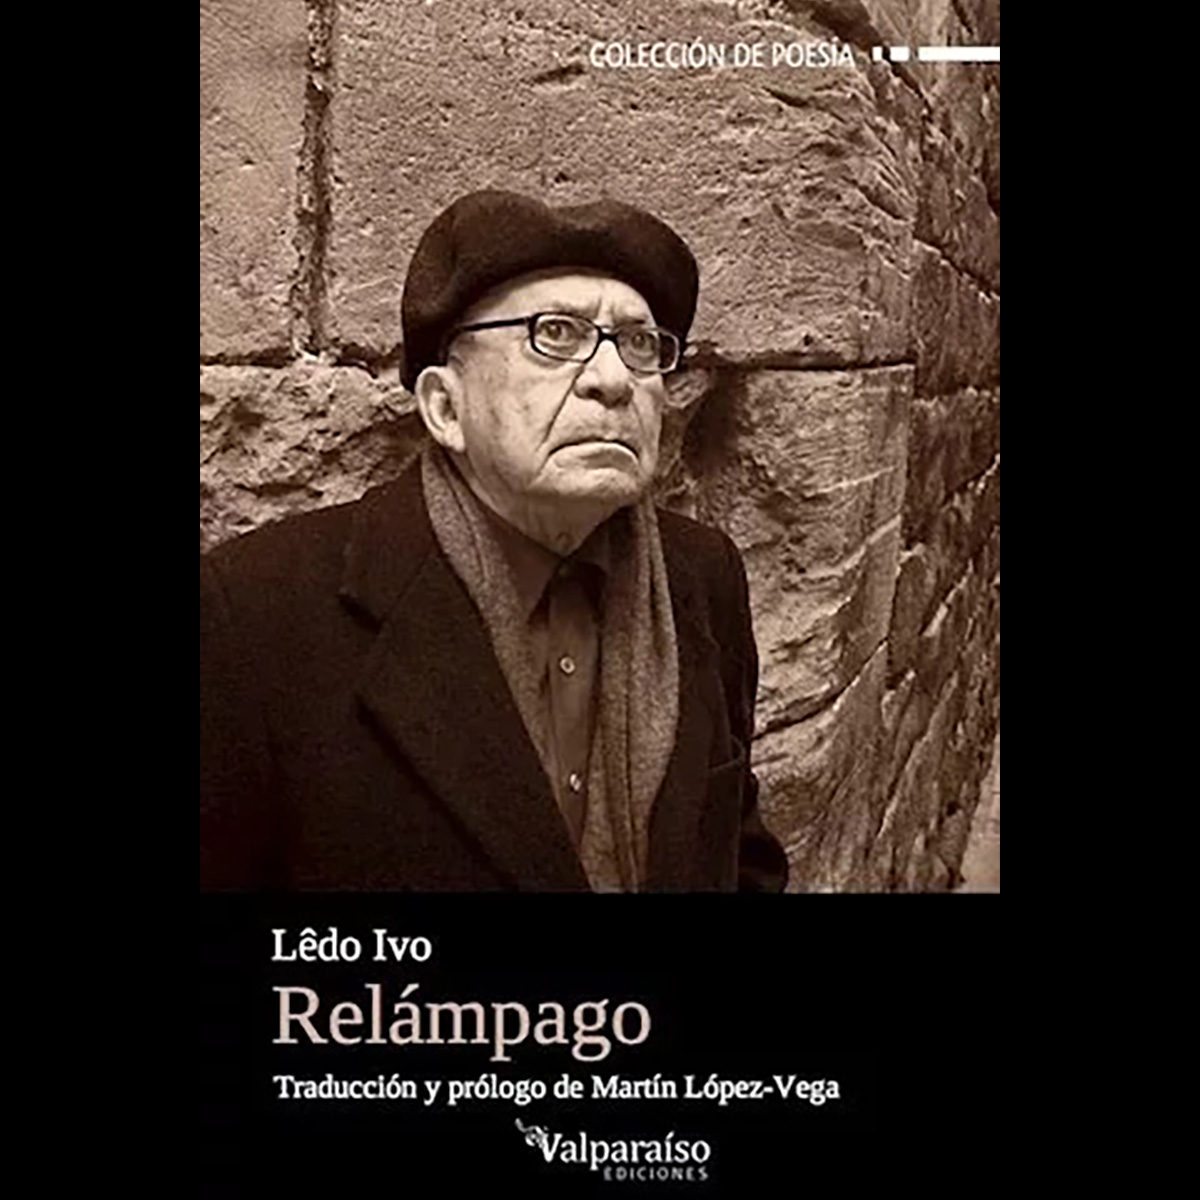 COLECCIÓN DE POESÍA
Lêdo Ivo
Relámpago
Traducción y prólogo de Martín López-Vega
Valparaíso
EDICIONES